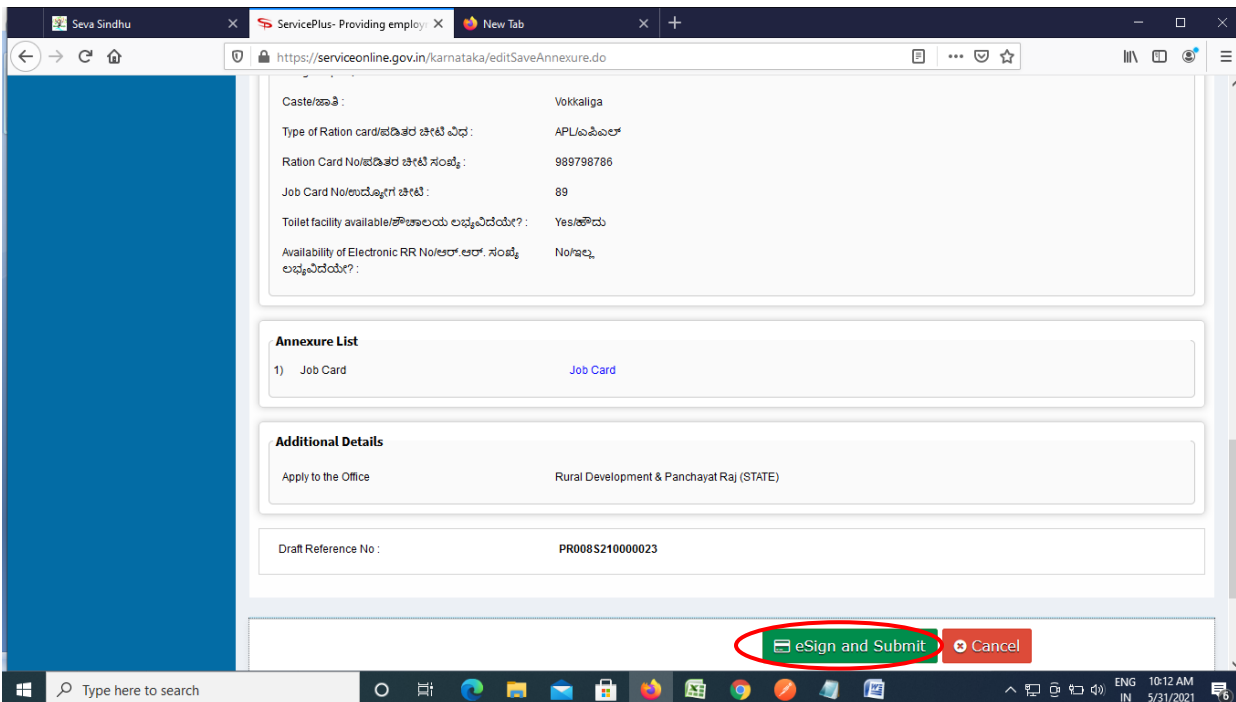 Seva Sindhu
ServicePlus- Providing employ
New Tab
https://serviceonline.gov.in/karnataka/editSaveAnnexure.do
Caste/ಜಾತಿ : Vokkaliga
Type of Ration card/ಪಡಿತರ ಚೀಟಿ ವಿಧ : APL/ಎಪಿಎಲ್
Ration Card No/ಪಡಿತರ ಚೀಟಿ ಸಂಖ್ಯೆ : 989798786
Job Card No/ಉದ್ಯೋಗ ಚೀಟಿ : 89
Toilet facility available/ಶೌಚಾಲಯ ಲಭ್ಯವಿದೆಯೇ? : Yes/ಹೌದು
Availability of Electronic RR No/ಆರ್.ಆರ್. ಸಂಖ್ಯೆ No/ಇಲ್ಲ
ಲಭ್ಯವಿದೆಯೇ? :
Annexure List
1) Job Card Job Card
Additional Details
Apply to the Office Rural Development & Panchayat Raj (STATE)
Draft Reference No : PR008S210000023
eSign and Submit Cancel
Type here to search
ENG 10:12 AM
IN 5/31/2021
6